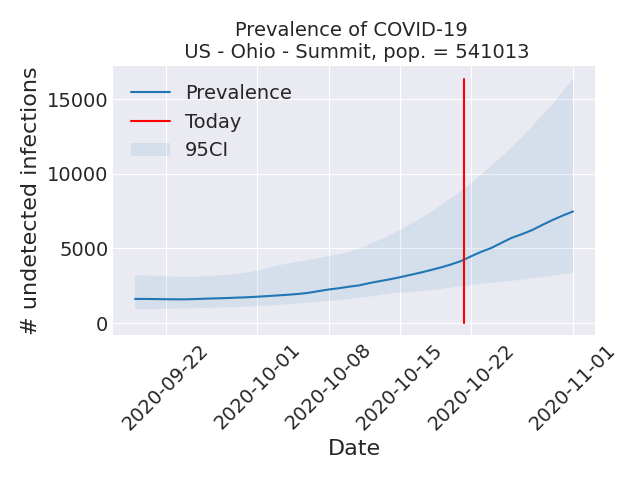 Prevalence of COVID-19
US - Ohio - Summit, pop. = 541013
# undetected infections
15000
10000
5000
0
Prevalence
Today
95CI
2020-09-22
2020-10-01
2020-10-08
2020-10-15
2020-10-22
2020-11-01
Date